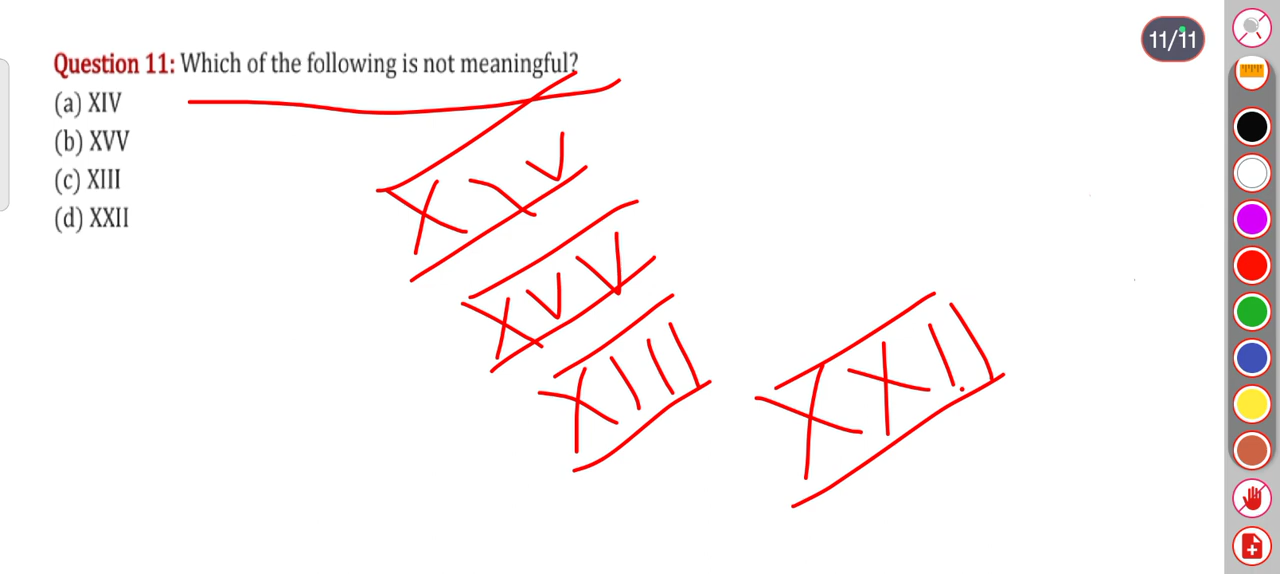 11/11
Question 11: Which of the following is not meaningful?
(a) XIV
(b) XVV
(c) XIII
(d) XXII
XIV
XVV
XIII
XXII